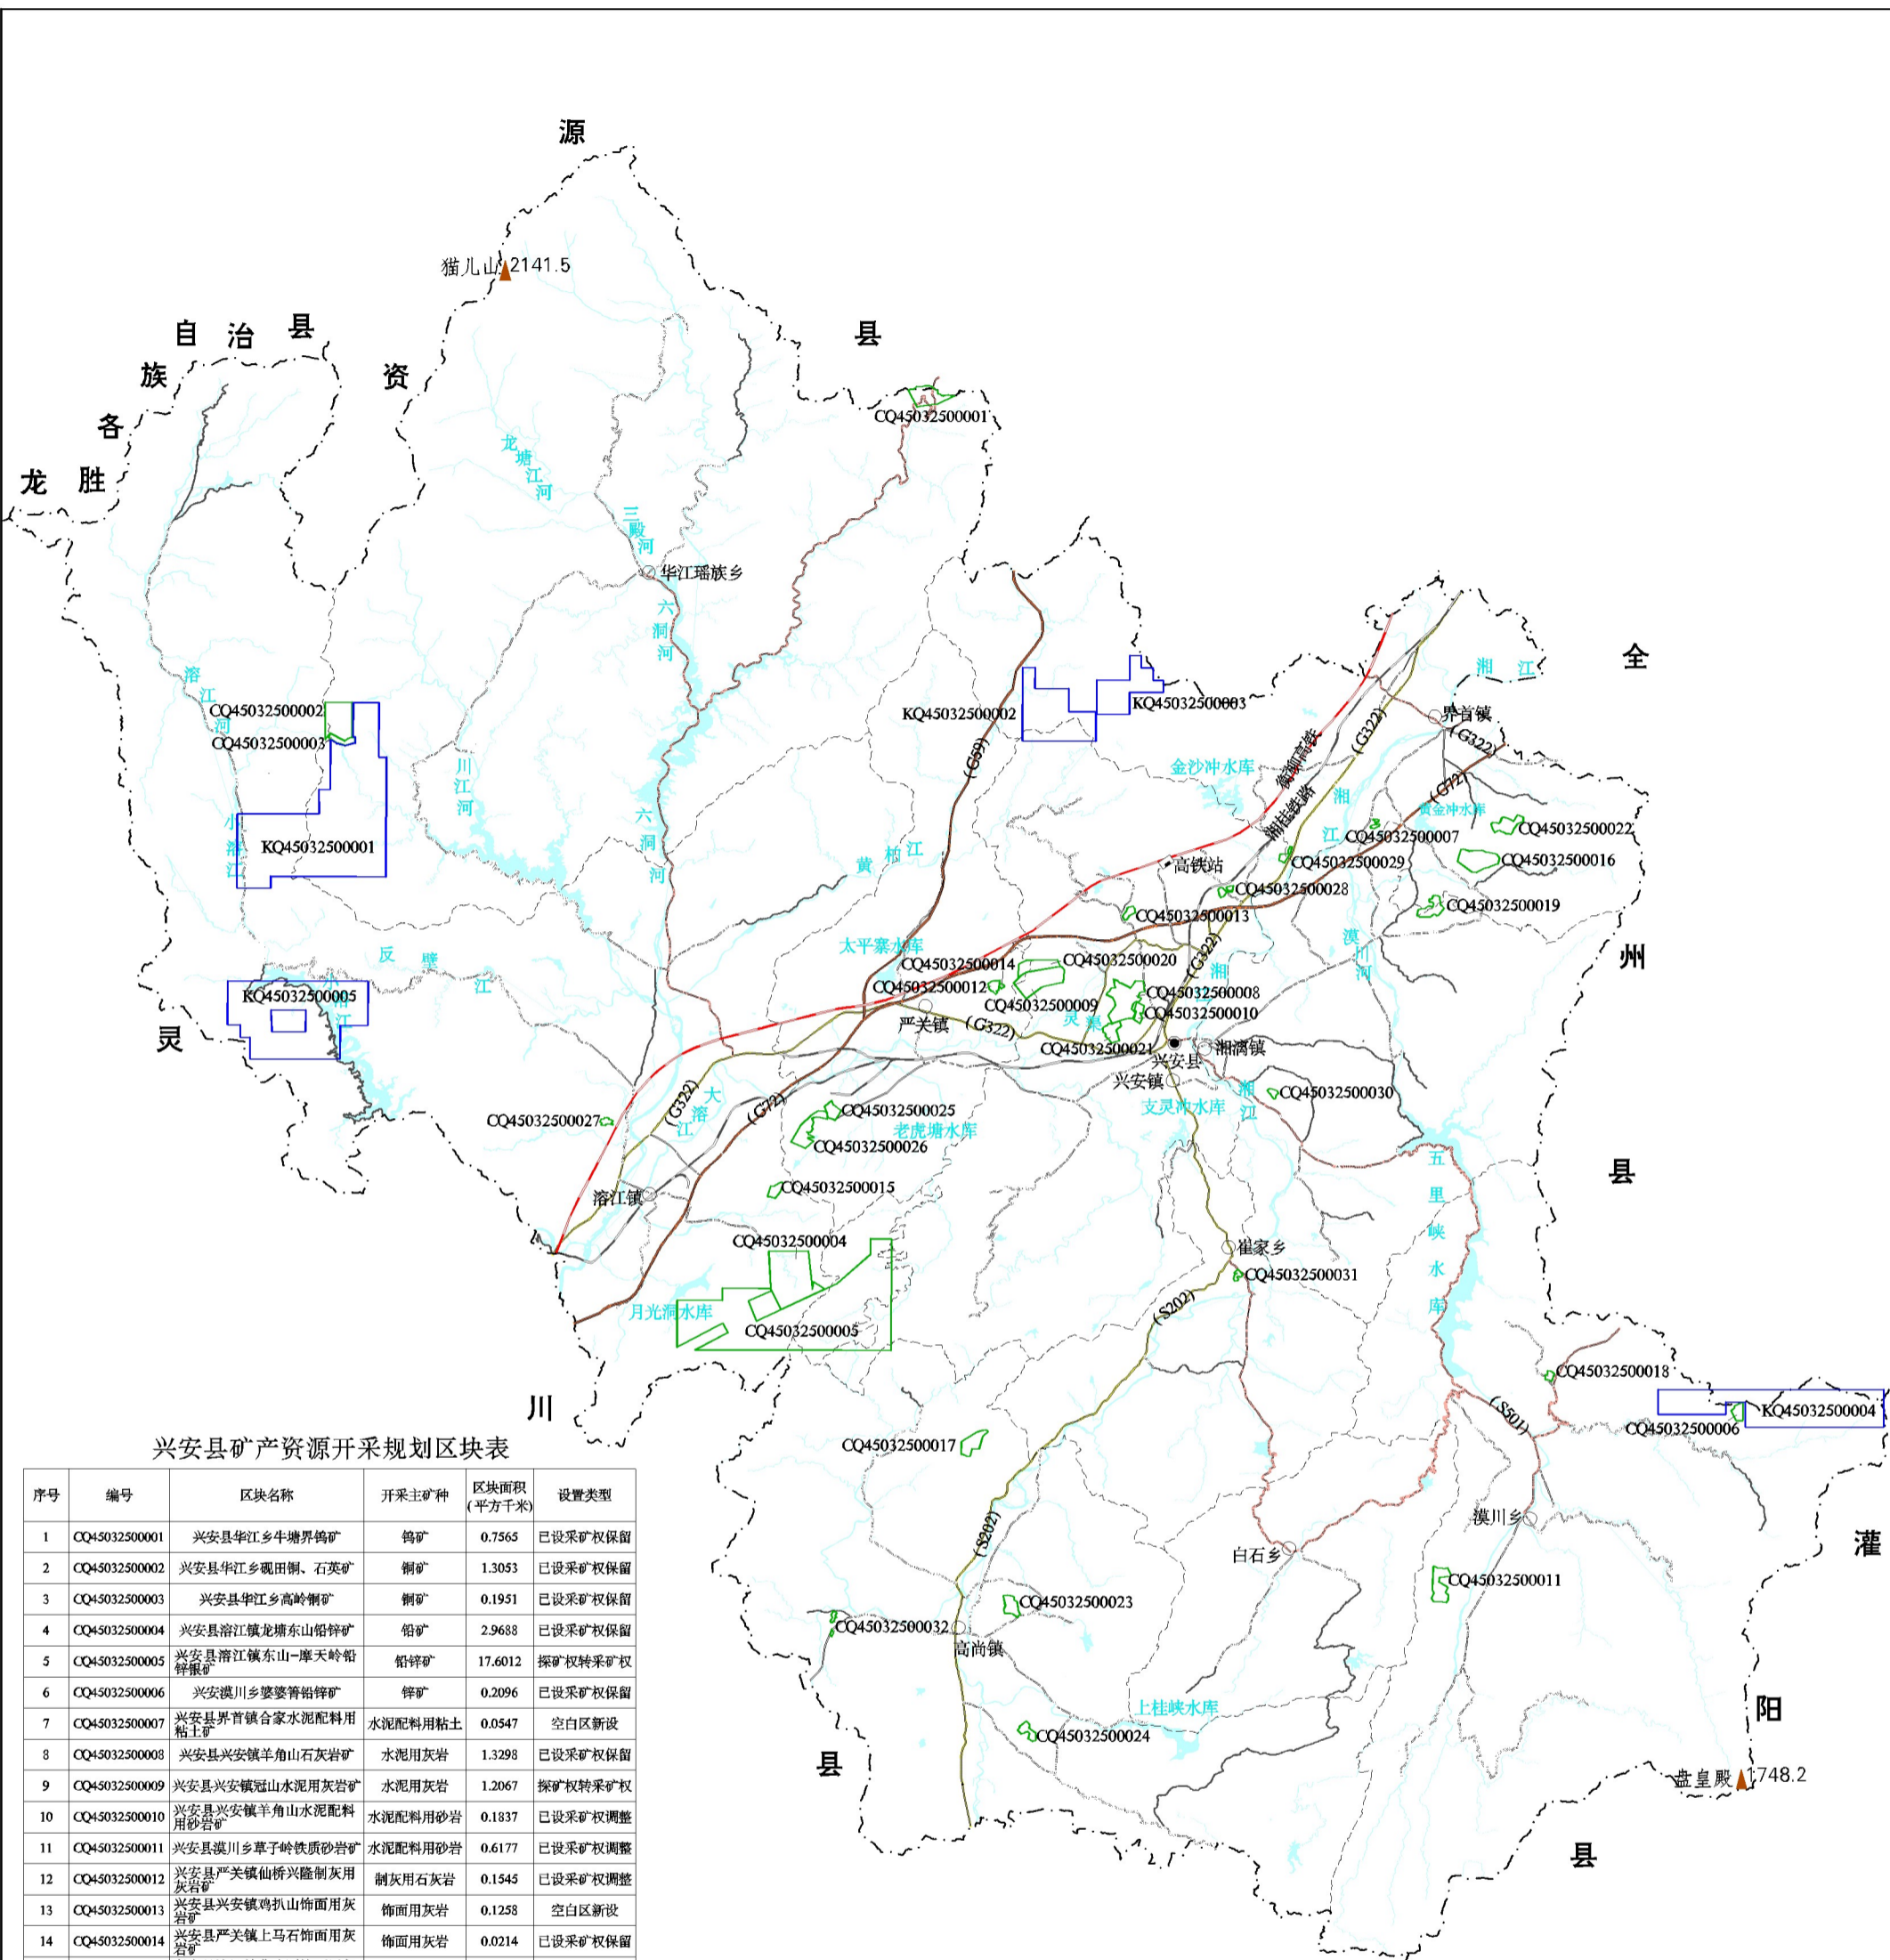 源
猫儿山 2141.5
自治县
县
族
资
各
CQ45032500001
龙胜
龙塘江河
三殿河
华江瑶族乡
六洞河
全
湘江
溶江河
CQ45032500002
KQ45032500002
KQ45032500003
界首镇
CQ45032500003
(G322)
(G322)
(G59)
衡柳高铁
金沙冲水库
川江河
(G72)
湘桂铁路
湘江
黄金冲水库
小溶江
六洞河
CQ45032500007
CQ45032500022
KQ45032500001
黄柏江
高铁站
CQ45032500029
CQ45032500016
CQ45032500028
CQ45032500019
CQ45032500013
太平寨水库
漠川河
州
反壁江
CQ45032500014
CQ45032500020
(G322)
湘江
CQ45032500012
KQ45032500005
小溶江
CQ45032500009
CQ45032500008
CQ45032500010
灵
严关镇
(G322)
灵渠
CQ45032500021
兴安县
湘漓镇
兴安镇
湘江
CQ45032500030
支灵冲水库
(G322)
大溶江
(G72)
CQ45032500025
CQ45032500027
老虎塘水库
CQ45032500026
五里峡水库
县
CQ45032500015
溶江镇
CQ45032500004
崔家乡
CQ45032500031
月光洞水库
(S202)
CQ45032500005
CQ45032500018
川
(S501)
KQ45032500004
CQ45032500006
CQ45032500017
(S202)
漠川乡
灌
白石乡
CQ45032500011
CQ45032500023
CQ45032500032
高尚镇
上桂峡水库
阳
CQ45032500024
县
盘皇殿 1748.2
县
兴安县矿产资源开采规划区块表
序号 编号 区块名称 开采主矿种 区块面积(平方千米) 设置类型
1 CQ45032500001 兴安县华江乡牛塘界钨矿 钨矿 0.7565 已设采矿权保留
2 CQ45032500002 兴安县华江乡砚田铜、石英矿 铜矿 1.3053 已设采矿权保留
3 CQ45032500003 兴安县华江乡高岭铜矿 铜矿 0.1951 已设采矿权保留
4 CQ45032500004 兴安县溶江镇龙塘东山铅锌矿 铅矿 2.9688 已设采矿权保留
5 CQ45032500005 兴安县溶江镇东山-摩天岭铅锌银矿 铅锌矿 17.6012 探矿权转采矿权
6 CQ45032500006 兴安漠川乡婆婆箐铅锌矿 锌矿 0.2096 已设采矿权保留
7 CQ45032500007 兴安县界首镇合家水泥配料用粘土矿 水泥配料用粘土 0.0547 空白区新设
8 CQ45032500008 兴安县兴安镇羊角山石灰岩矿 水泥用灰岩 1.3298 已设采矿权保留
9 CQ45032500009 兴安县兴安镇冠山水泥用灰岩矿 水泥用灰岩 1.2067 探矿权转采矿权
10 CQ45032500010 兴安县兴安镇羊角山水泥配料用砂岩矿 水泥配料用砂岩 0.1837 已设采矿权调整
11 CQ45032500011 兴安县漠川乡草子岭铁质砂岩矿 水泥配料用砂岩 0.6177 已设采矿权调整
12 CQ45032500012 兴安县严关镇仙桥兴隆制灰用灰岩矿 制灰用石灰岩 0.1545 已设采矿权调整
13 CQ45032500013 兴安县兴安镇鸡扒山饰面用灰岩矿 饰面用灰岩 0.1258 空白区新设
14 CQ45032500014 兴安县严关镇上马石饰面用灰岩矿 饰面用灰岩 0.0214 已设采矿权保留